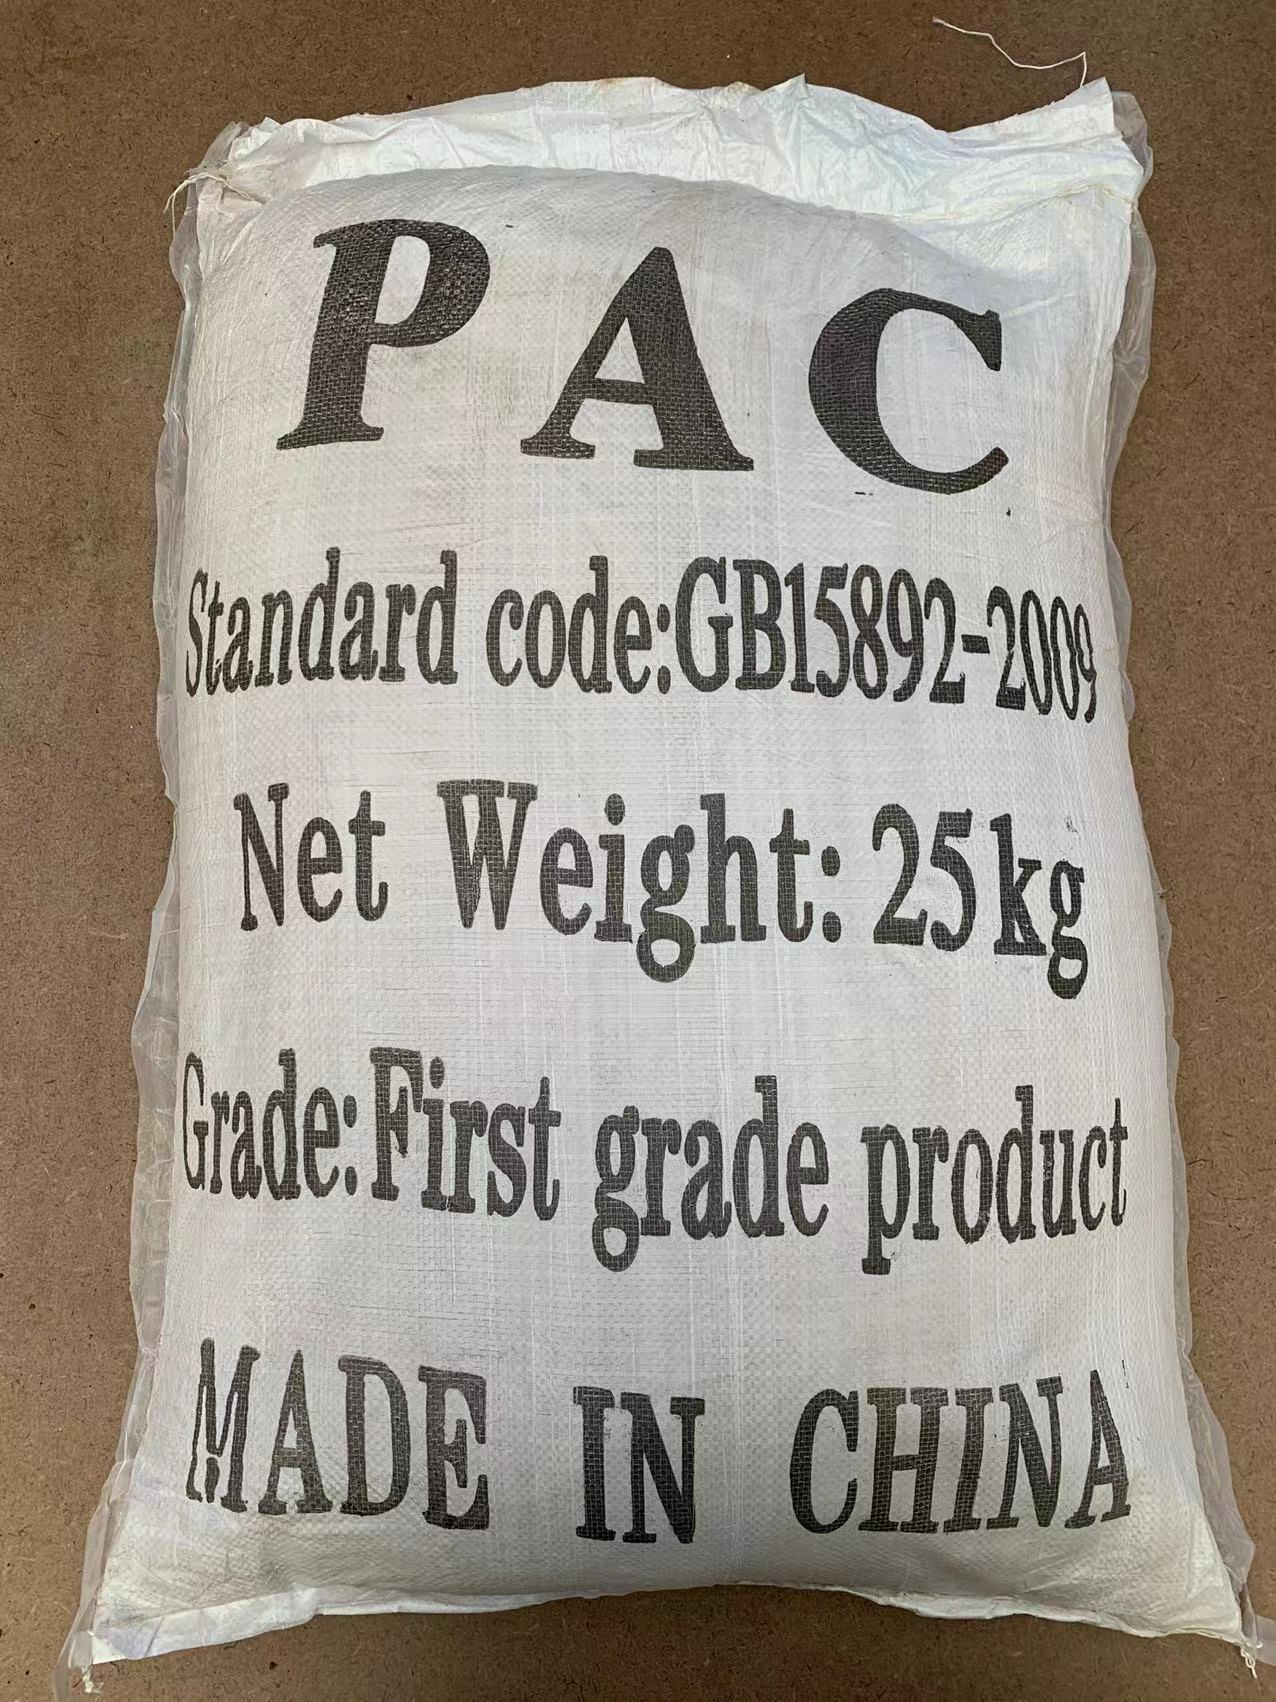 PAC
Standard code:GB15892-2009
Net Weight: 25kg
Grade:First grade product
MADE IN CHINA